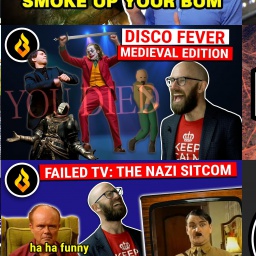 SMOKE UP YOUR BUM
DISCO FEVER
MEDIEVAL EDITION
YOU DIED
KEEP
CALM
FAILED TV: THE NAZI SITCOM
KEEP
ha ha funny